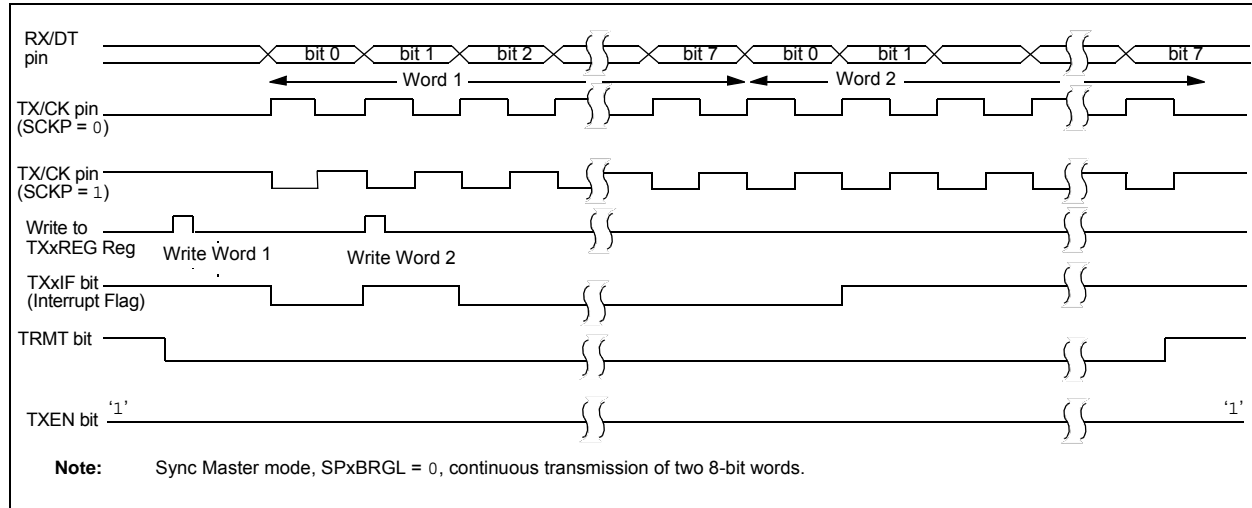 RX/DT
pin
bit 0 bit 1 bit 2 bit 7 bit 0 bit 1 bit 7
Word 1 Word 2
TX/CK pin
(SCKP = 0)
TX/CK pin
(SCKP = 1)
Write to
TXxREG Reg
Write Word 1 Write Word 2
TXxIF bit
(Interrupt Flag)
TRMT bit
‘1’ ‘1’
TXEN bit
Note: Sync Master mode, SPxBRGL = 0, continuous transmission of two 8-bit words.